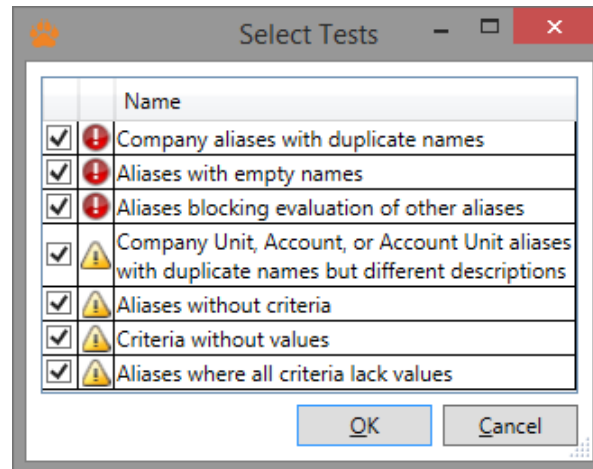 Select Tests
Name
Company aliases with duplicate names
Aliases with empty names
Aliases blocking evaluation of other aliases
Company Unit, Account, or Account Unit aliases
with duplicate names but different descriptions
Aliases without criteria
Criteria without values
Aliases where all criteria lack values
OK
Cancel